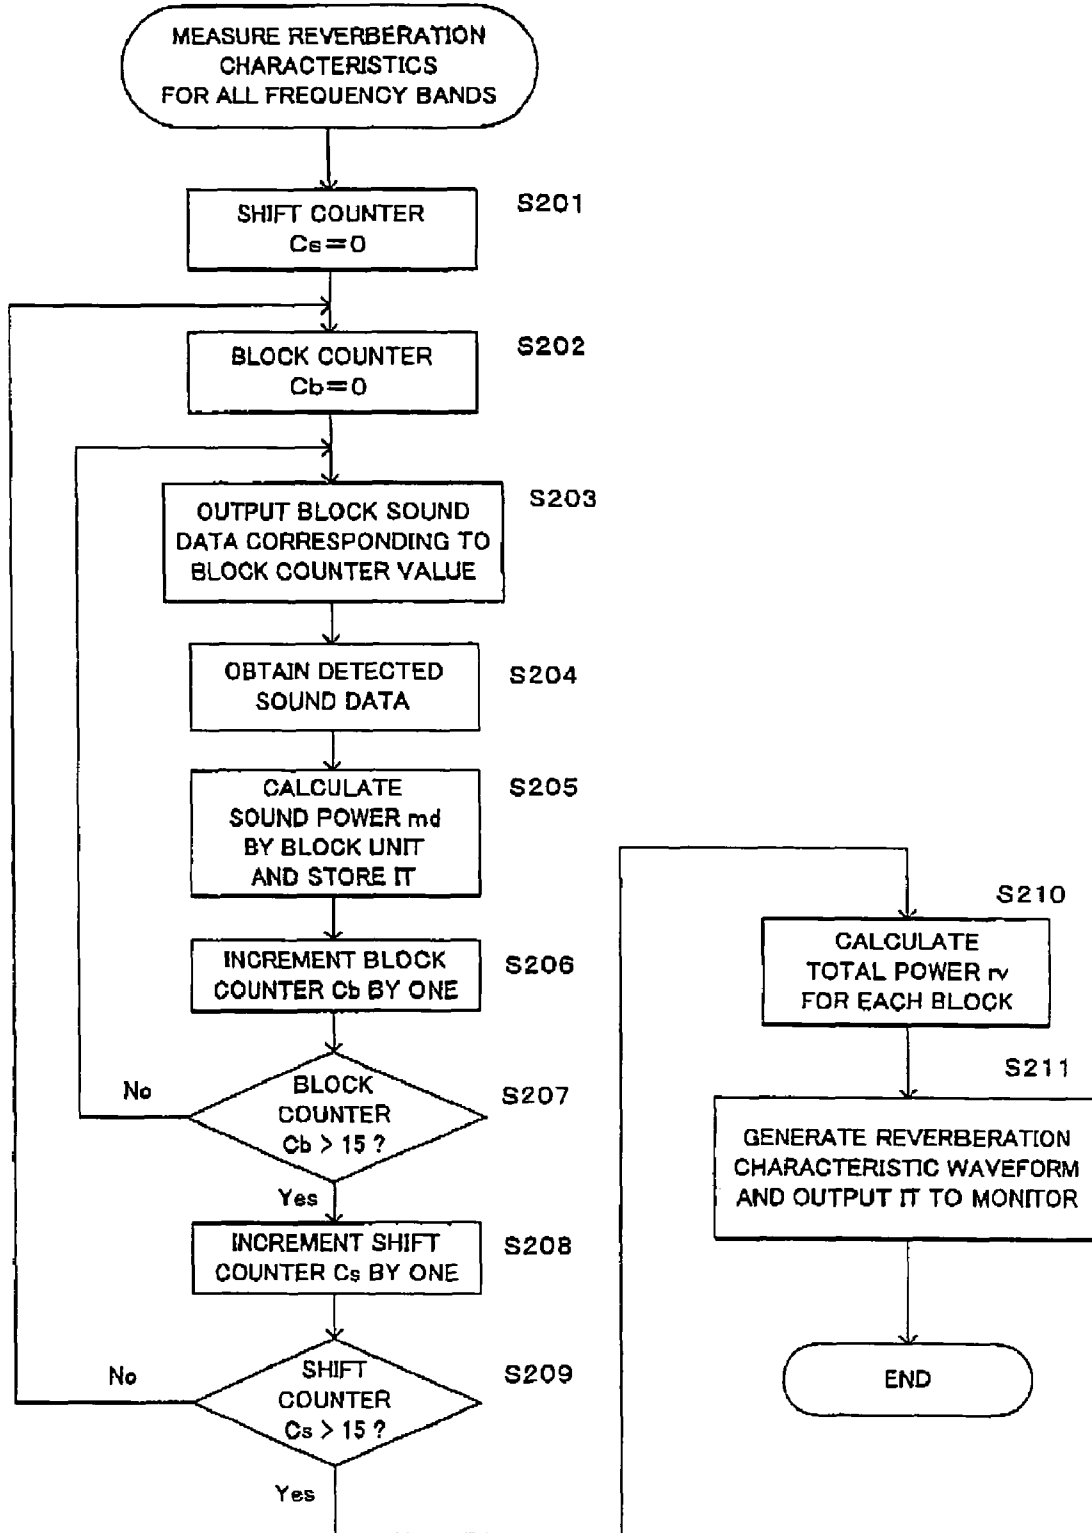 MEASURE REVERBERATION
CHARACTERISTICS
FOR ALL FREQUENCY BANDS
S201
SHIFT COUNTER
Cs=0
S202
BLOCK COUNTER
Cb=0
S203
OUTPUT BLOCK SOUND
DATA CORRESPONDING TO
BLOCK COUNTER VALUE
S204
OBTAIN DETECTED
SOUND DATA
S205
CALCULATE
SOUND POWER md
BY BLOCK UNIT
AND STORE IT
S206
INCREMENT BLOCK
COUNTER Cb BY ONE
No
S207
BLOCK
COUNTER
Cb > 15 ?
Yes
S208
INCREMENT SHIFT
COUNTER Cs BY ONE
No
S209
SHIFT
COUNTER
Cs > 15 ?
Yes
S210
CALCULATE
TOTAL POWER rv
FOR EACH BLOCK
S211
GENERATE REVERBERATION
CHARACTERISTIC WAVEFORM
AND OUTPUT IT TO MONITOR
END